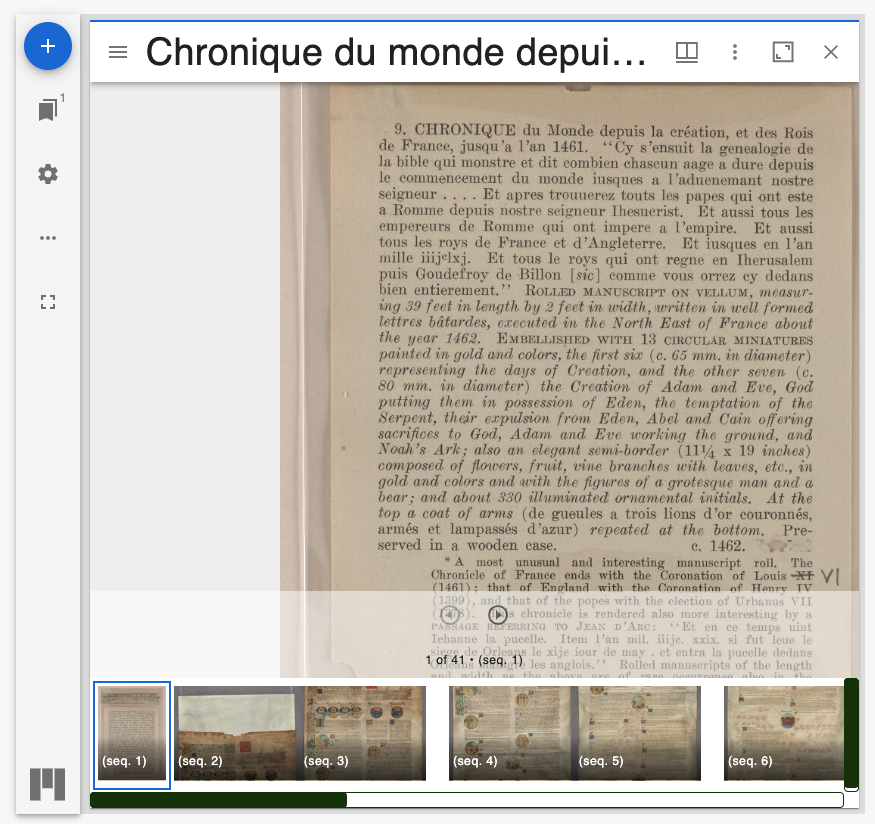 1
Chronique du monde depui...
9. CHRONIQUE du Monde depuis la création, et des Rois
de France, jusqu'a l'an 1461. "Cy s'ensuit la genealogie de
la bible qui monstre et dit combien chascun aage a dure depuis
le commencement du monde iusques a l'aduenemant nostre
seigneur . . . . Et apres trouuerez touts les papes qui ont este
a Romme depuis nostre seigneur Ihesucrist. Et aussi tous les
empereurs de Romme qui ont impere a l'empire. Et aussi
tous les roys de France et d'Angleterre. Et iusques en l'an
mille iiijᶜlxj. Et tous le roys qui ont regne en Iherusalem
puis Goudefroy de Billon [sic] comme vous orrez cy dedans
bien entierement." ROLLED MANUSCRIPT ON VELLUM, measur-
ing 39 feet in length by 2 feet in width, written in well formed
lettres bâtardes, executed in the North East of France about
the year 1462. EMBELLISHED WITH 13 CIRCULAR MINIATURES
painted in gold and colors, the first six (c. 65 mm. in diameter)
representing the days of Creation, and the other seven (c.
80 mm. in diameter) the Creation of Adam and Eve, God
putting them in possession of Eden, the temptation of the
Serpent, their expulsion from Eden, Abel and Cain offering
sacrifices to God, Adam and Eve working the ground, and
Noah's Ark; also an elegant semi-border (11¼ x 19 inches)
composed of flowers, fruit, vine branches with leaves, etc., in
gold and colors and with the figures of a grotesque man and a
bear; and about 330 illuminated ornamental initials. At the
top a coat of arms (de gueules a trois lions d'or couronnés,
armés et lampassés d'azur) repeated at the bottom. Pre-
served in a wooden case. c. 1462.
* A most unusual and interesting manuscript roll. The
Chronicle of France ends with the Coronation of Louis XI VI
(1461); that of England with the Coronation of Henry IV
(1399), and that of the popes with the election of Urbanus VII
chronicle is rendered also more interesting by a
PASSAGE REFERRING TO JEAN D'ARC: "Et en ce temps uint
Iehanne la pucelle. Item l'an mil. iiije. xxix. si fut leue le
siege de Orleans le xije iour de may . et entra la pucelle dedans
Orleans les anglois." Rolled manuscripts of the length
and width as the above are of rare occurrence also in the
1 of 41 • (seq. 1)
(seq. 1)
(seq. 2)
(seq. 3)
(seq. 4)
(seq. 5)
(seq. 6)